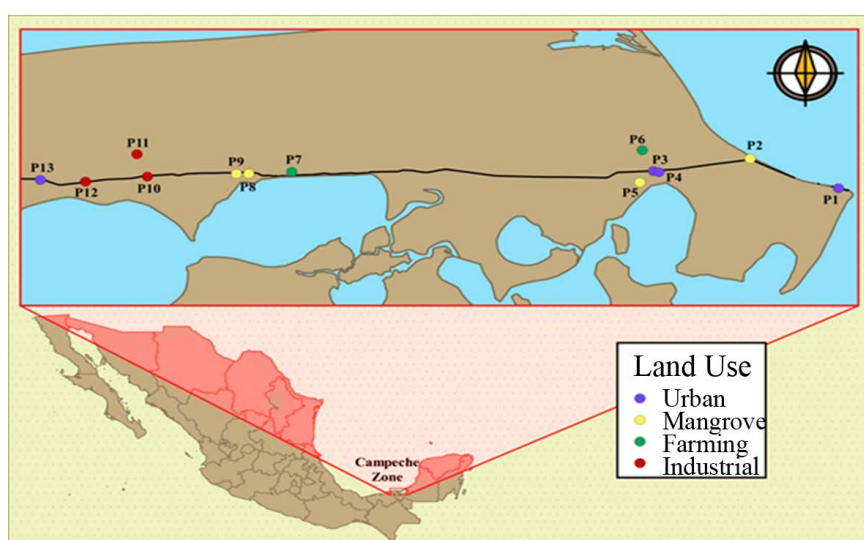 P1
P2
P3
P4
P5
P6
P7
P8
P9
P10
P11
P12
P13
Campeche
Zone
Land Use
Urban
Mangrove
Farming
Industrial